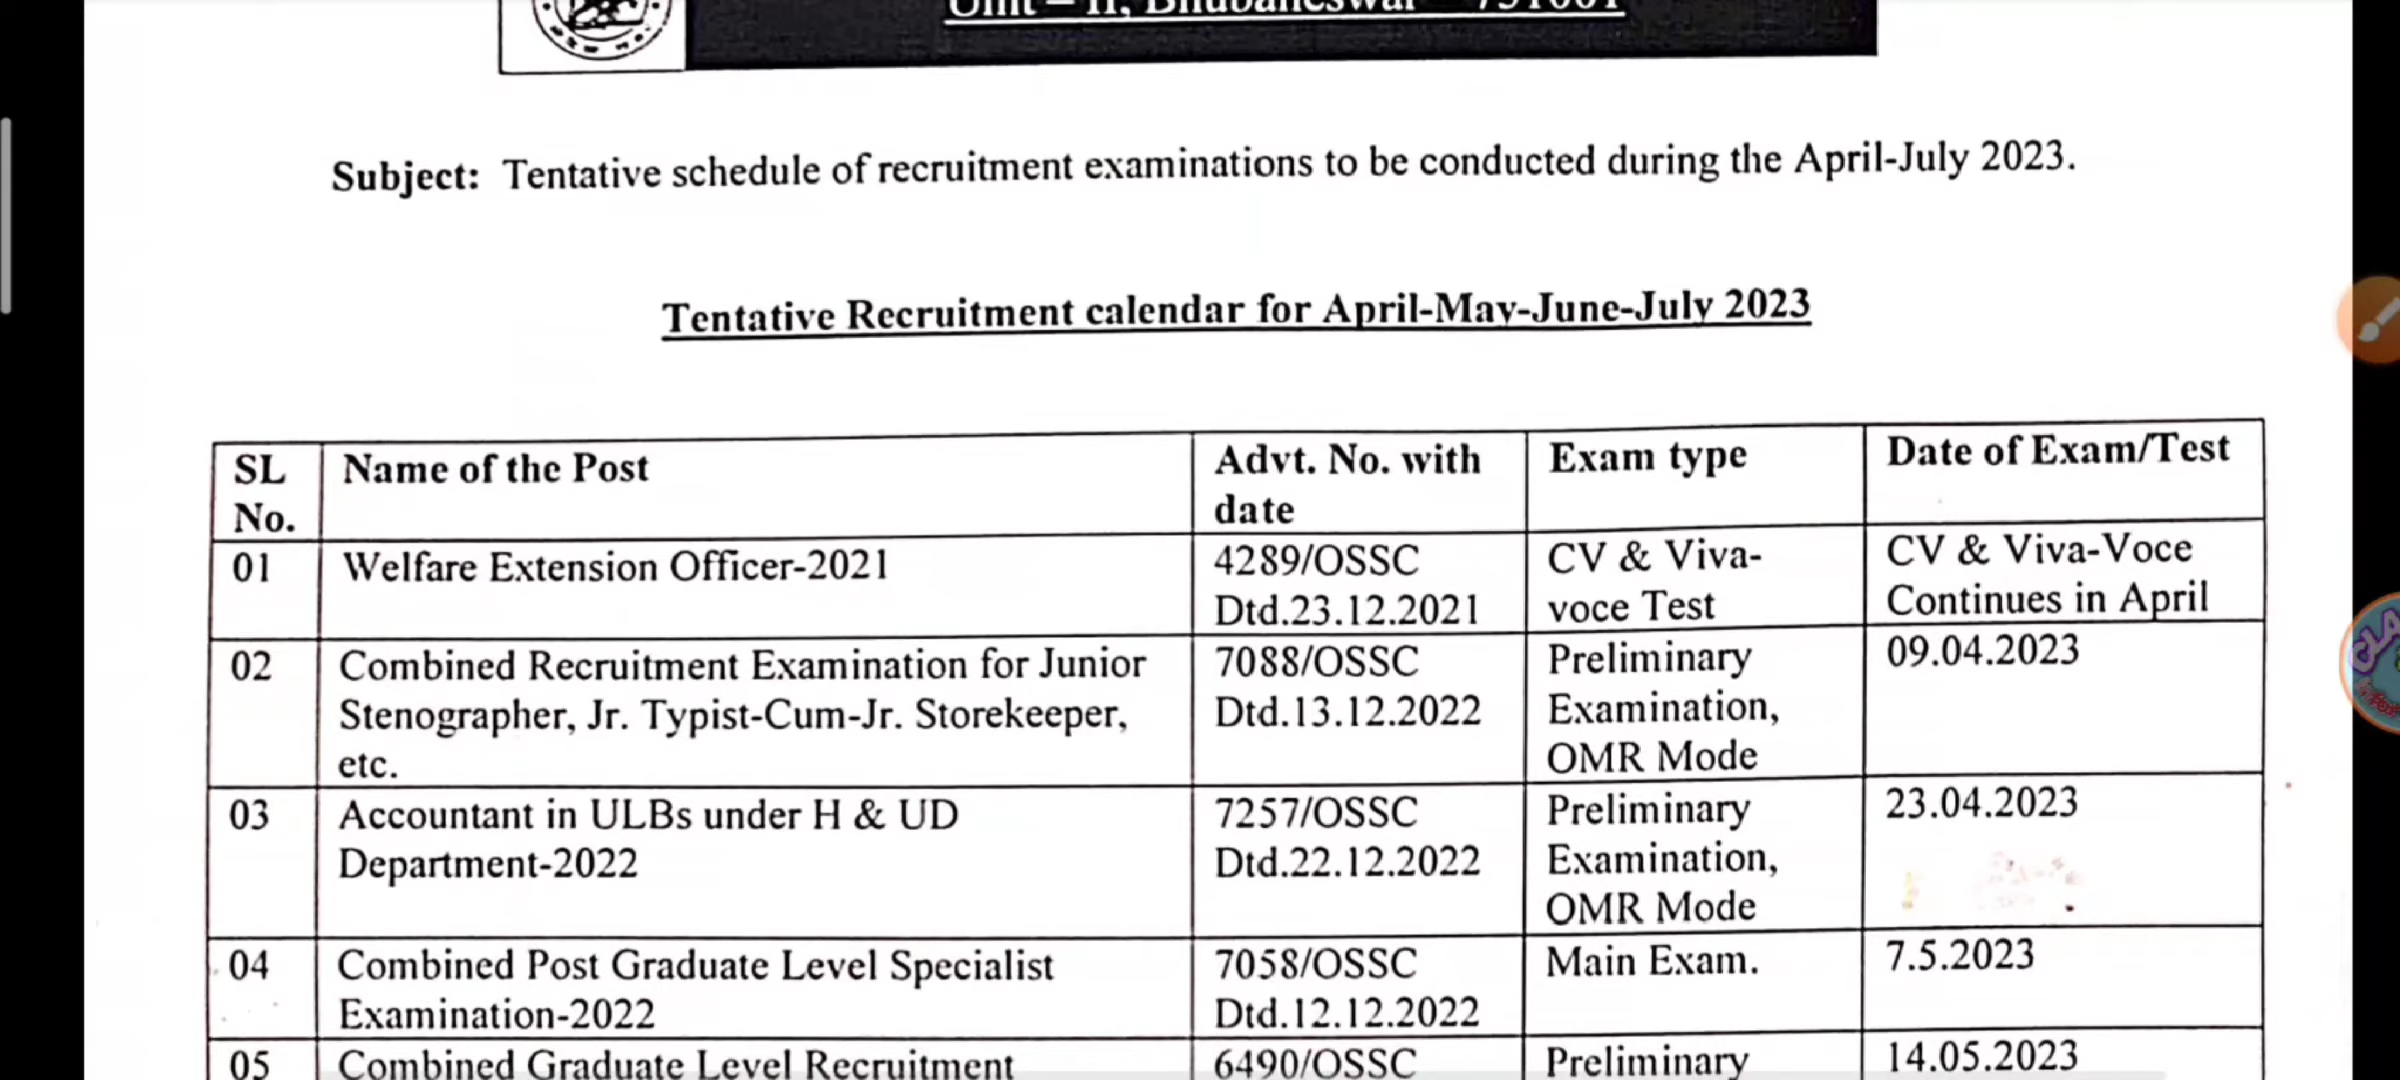 Unit – II, Bhubaneswar – 751001
Subject: Tentative schedule of recruitment examinations to be conducted during the April-July 2023.
Tentative Recruitment calendar for April-May-June-July 2023
SL No. Name of the Post Advt. No. with date Exam type Date of Exam/Test
01 Welfare Extension Officer-2021 4289/OSSC CV & Viva- CV & Viva-Voce
Dtd.23.12.2021 voce Test Continues in April
02 Combined Recruitment Examination for Junior 7088/OSSC Preliminary 09.04.2023
Stenographer, Jr. Typist-Cum-Jr. Storekeeper, Dtd.13.12.2022 Examination,
etc. OMR Mode
03 Accountant in ULBs under H & UD 7257/OSSC Preliminary 23.04.2023
Department-2022 Dtd.22.12.2022 Examination,
OMR Mode
04 Combined Post Graduate Level Specialist 7058/OSSC Main Exam. 7.5.2023
Examination-2022 Dtd.12.12.2022
05 Combined Graduate Level Recruitment 6490/OSSC Preliminary 14.05.2023